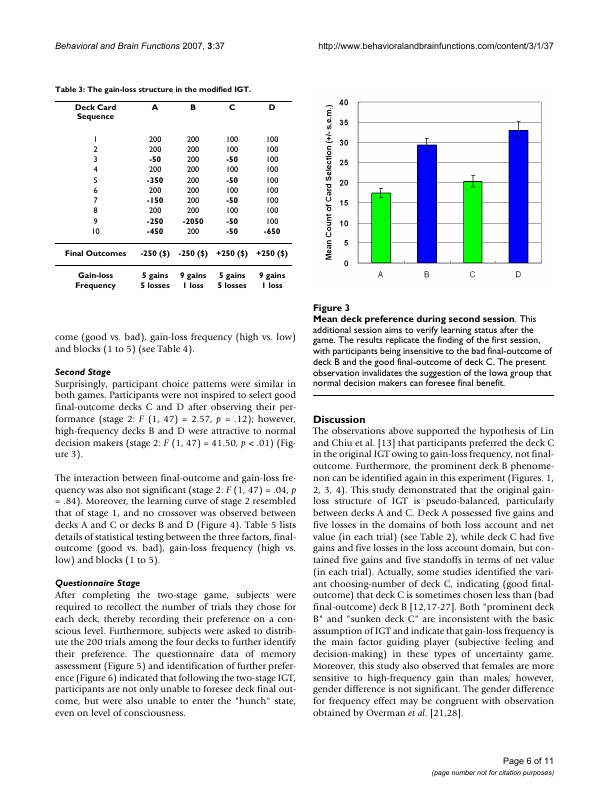 Behavioral and Brain Functions 2007, 3:37
http://www.behavioralandbrainfunctions.com/content/3/1/37
Table 3: The gain-loss structure in the modified IGT.
Deck Card Sequence A B C D
1 200 200 100 100
2 200 200 100 100
3 -50 200 -50 100
4 200 200 100 100
5 -350 200 -50 100
6 200 200 100 100
7 -150 200 -50 100
8 200 200 100 100
9 -250 -2050 -50 100
10 -450 200 -50 -650
Final Outcomes -250 ($) -250 ($) +250 ($) +250 ($)
Gain-loss Frequency 5 gains 5 losses 9 gains 1 loss 5 gains 5 losses 9 gains 1 loss
come (good vs. bad), gain-loss frequency (high vs. low)
and blocks (1 to 5) (see Table 4).
Second Stage
Surprisingly, participant choice patterns were similar in
both games. Participants were not inspired to select good
final-outcome decks C and D after observing their per-
formance (stage 2: F (1, 47) = 2.57, p = .12); however,
high-frequency decks B and D were attractive to normal
decision makers (stage 2: F (1, 47) = 41.50, p < .01) (Fig-
ure 3).
The interaction between final-outcome and gain-loss fre-
quency was also not significant (stage 2: F (1, 47) = .04, p
= .84). Moreover, the learning curve of stage 2 resembled
that of stage 1, and no crossover was observed between
decks A and C or decks B and D (Figure 4). Table 5 lists
details of statistical testing between the three factors, final-
outcome (good vs. bad), gain-loss frequency (high vs.
low) and blocks (1 to 5).
Questionnaire Stage
After completing the two-stage game, subjects were
required to recollect the number of trials they chose for
each deck, thereby recording their preference on a con-
scious level. Furthermore, subjects were asked to distrib-
ute the 200 trials among the four decks to further identify
their preference. The questionnaire data of memory
assessment (Figure 5) and identification of further prefer-
ence (Figure 6) indicated that following the two-stage IGT,
participants are not only unable to foresee deck final out-
come, but were also unable to enter the "hunch" state,
even on level of consciousness.
Mean Count of Card Selection (+/- s.e.m.)
40
35
30
25
20
15
10
5
0
A B C D
Figure 3
Mean deck preference during second session. This
additional session aims to verify learning status after the
game. The results replicate the finding of the first session,
with participants being insensitive to the bad final-outcome of
deck B and the good final-outcome of deck C. The present
observation invalidates the suggestion of the Iowa group that
normal decision makers can foresee final benefit.
Discussion
The observations above supported the hypothesis of Lin
and Chiu et al. [13] that participants preferred the deck C
in the original IGT owing to gain-loss frequency, not final-
outcome. Furthermore, the prominent deck B phenome-
non can be identified again in this experiment (Figures. 1,
2, 3, 4). This study demonstrated that the original gain-
loss structure of IGT is pseudo-balanced, particularly
between decks A and C. Deck A possessed five gains and
five losses in the domains of both loss account and net
value (in each trial) (see Table 2), while deck C had five
gains and five losses in the loss account domain, but con-
tained five gains and five standoffs in terms of net value
(in each trial). Actually, some studies identified the vari-
ant choosing-number of deck C, indicating (good final-
outcome) that deck C is sometimes chosen less than (bad
final-outcome) deck B [12,17-27]. Both "prominent deck
B" and "sunken deck C" are inconsistent with the basic
assumption of IGT and indicate that gain-loss frequency is
the main factor guiding player (subjective feeling and
decision-making) in these types of uncertainty game.
Moreover, this study also observed that females are more
sensitive to high-frequency gain than males; however,
gender difference is not significant. The gender difference
for frequency effect may be congruent with observation
obtained by Overman et al. [21,28].
Page 6 of 11
(page number not for citation purposes)